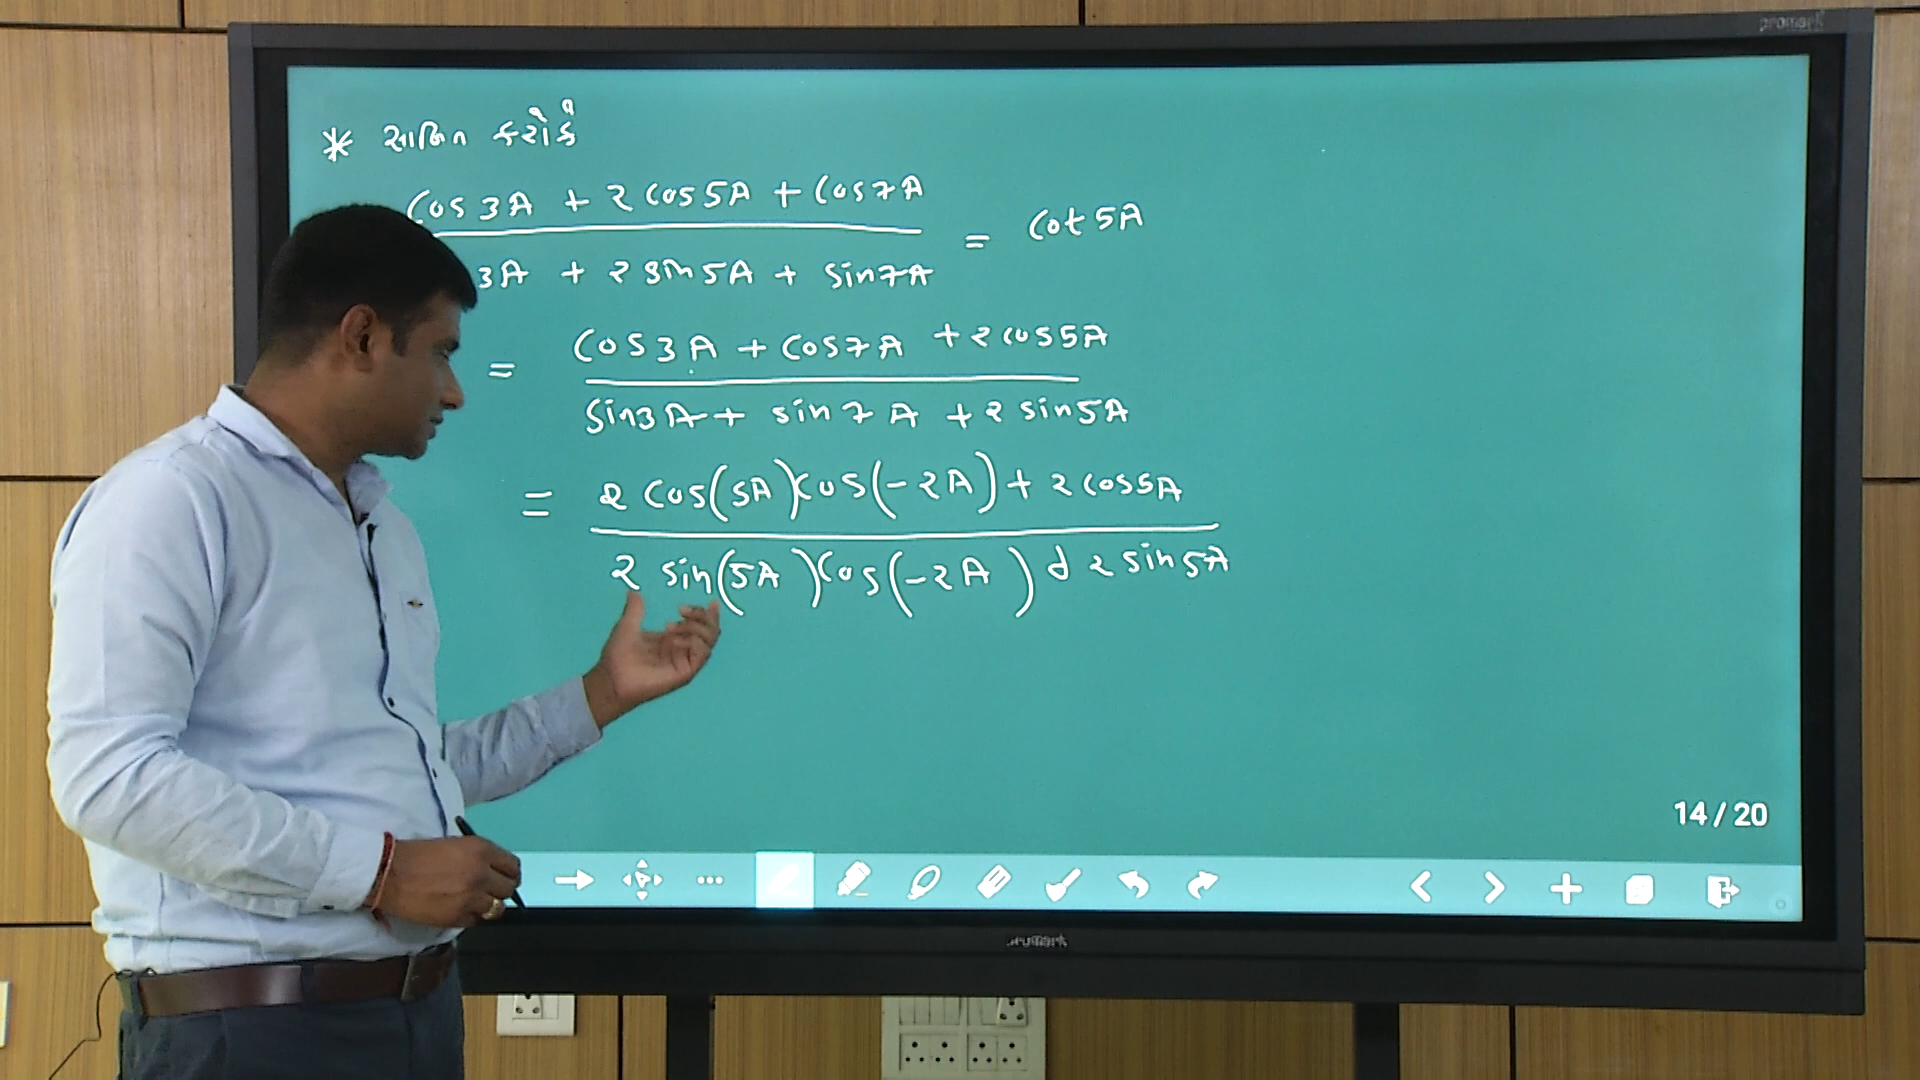 promark
* સાબિત કરો કે
cos 3A + 2 cos 5A + cos 7A
3A + 2 sin 5A + sin 7A
= cot 5A
= cos 3A + cos 7A + 2 cos 5A
sin 3A + sin 7A + 2 sin 5A
= 2 cos(5A) cos(-2A) + 2 cos 5A
2 sin(5A) cos(-2A) + 2 sin 5A
14 / 20
promark